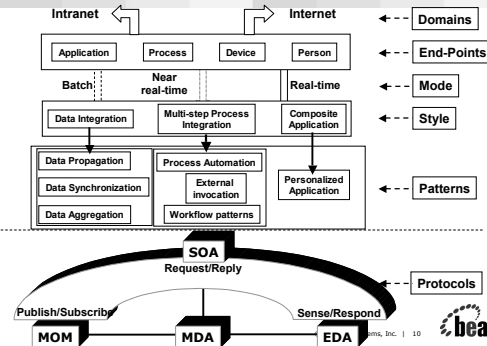 Intranet Internet Domains
Application Process Device Person End-Points
Batch Near real-time Real-time Mode
Data Integration Multi-step Process Integration Composite Application Style
Data Propagation Process Automation
Data Synchronization External invocation Personalized Application Patterns
Data Aggregation Workflow patterns
SOA
Request/Reply Protocols
Publish/Subscribe Sense/Respond
MOM MDA EDA
ems, Inc. | 10 bea